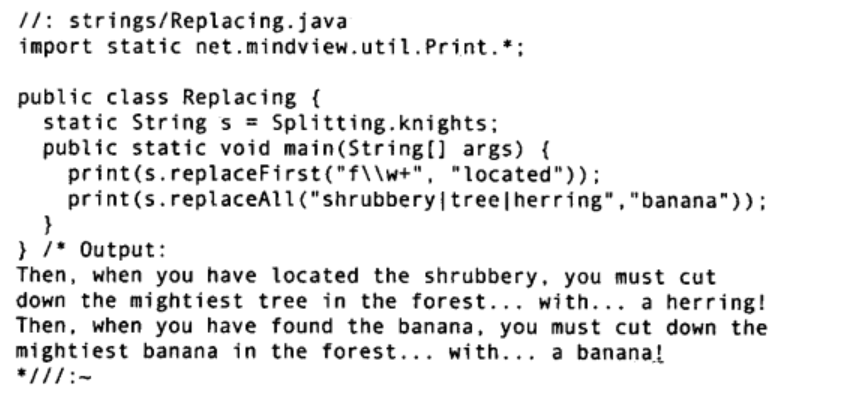 //: strings/Replacing.java
import static net.mindview.util.Print.*;

public class Replacing {
  static String s = Splitting.knights;
  public static void main(String[] args) {
    print(s.replaceFirst("f\\w+", "located"));
    print(s.replaceAll("shrubbery|tree|herring","banana"));
  }
} /* Output:
Then, when you have located the shrubbery, you must cut
down the mightiest tree in the forest... with... a herring!
Then, when you have found the banana, you must cut down the
mightiest banana in the forest... with... a banana!
*///:~